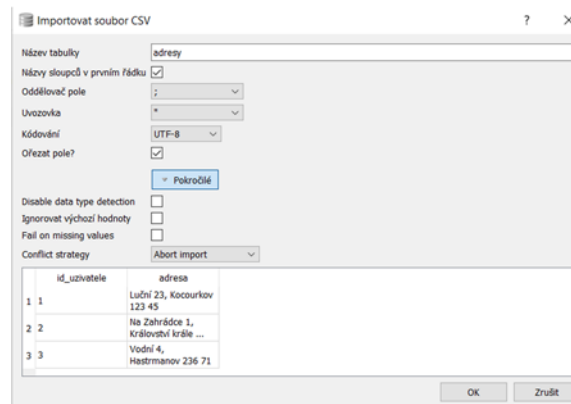 Importovat soubor CSV
Název tabulky adresy
Názvy sloupců v prvním řádku
Oddělovač pole ;
Uvozovka "
Kódování UTF-8
Ořezat pole?
Pokročilé
Disable data type detection
Ignorovat výchozí hodnoty
Fail on missing values
Conflict strategy Abort import
id_uzivatele adresa
1 1 Luční 23, Kocourkov
123 45
2 2 Na Zahrádce 1,
Království krále ...
3 3 Vodní 4,
Hastrmanov 236 71
OK Zrušit